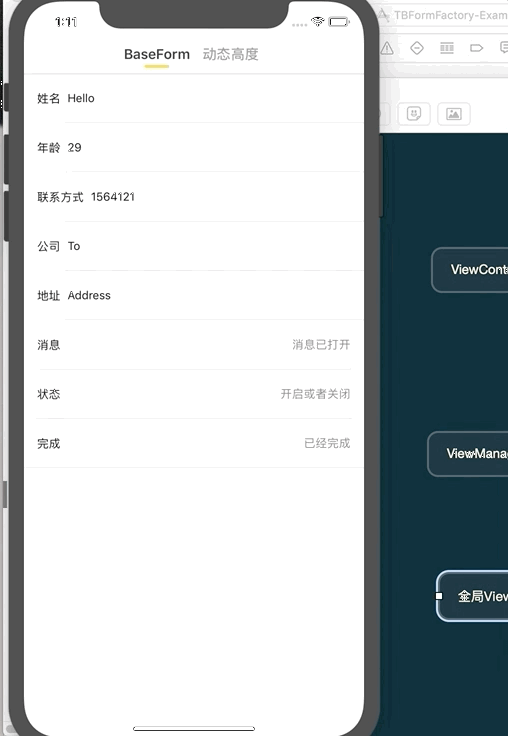 1:11
TBFormFactory-Exam
BaseForm 动态高度
姓名 Hello
年龄 29
联系方式 1564121
公司 To
地址 Address
消息 消息已打开
状态 开启或者关闭
完成 已经完成
ViewCont
ViewMana
全局View